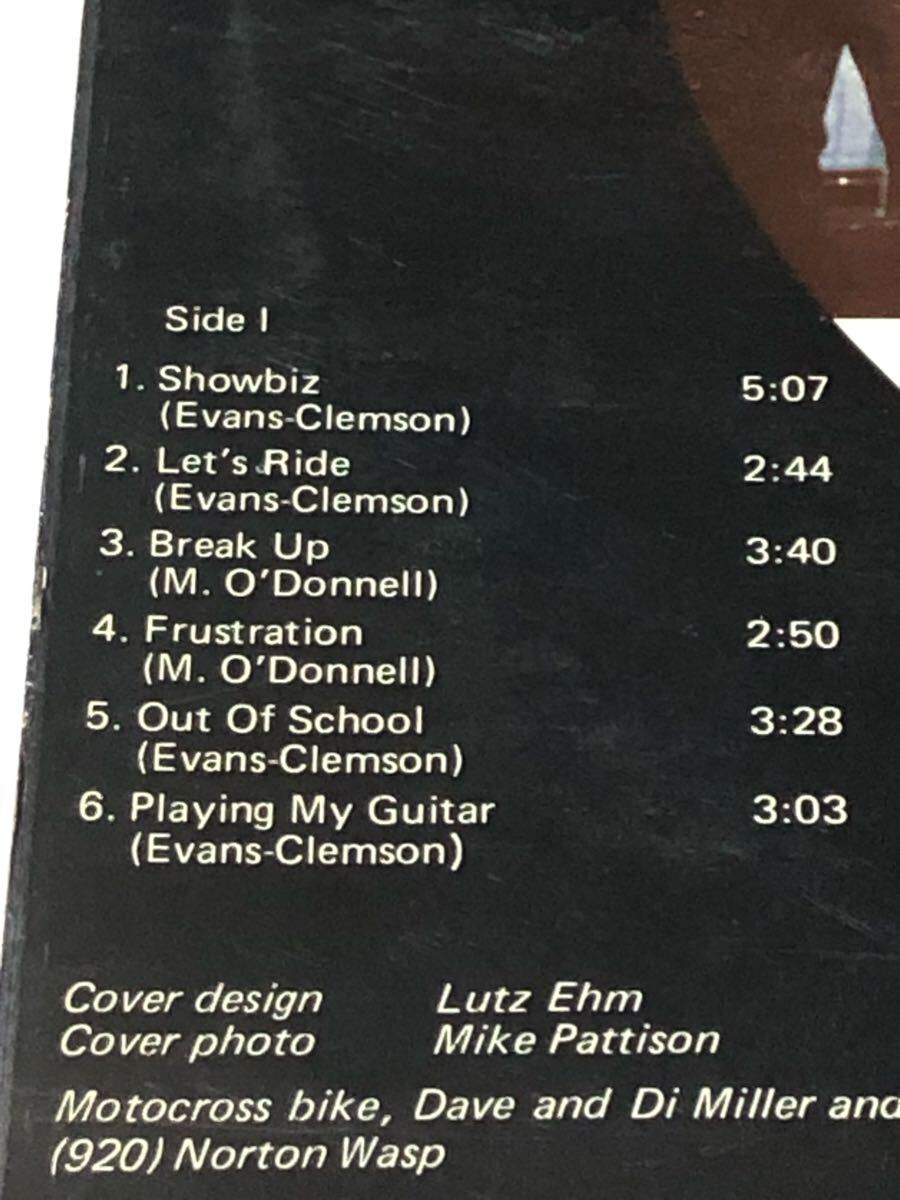 Side I
1. Showbiz 5:07
(Evans-Clemson)
2. Let's Ride 2:44
(Evans-Clemson)
3. Break Up 3:40
(M. O'Donnell)
4. Frustration 2:50
(M. O'Donnell)
5. Out Of School 3:28
(Evans-Clemson)
6. Playing My Guitar 3:03
(Evans-Clemson)
Cover design Lutz Ehm
Cover photo Mike Pattison
Motocross bike, Dave and Di Miller and
(920) Norton Wasp